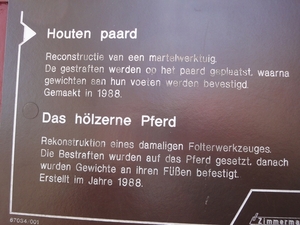 Houten paard
Reconstructie van een martelwerktuig.
De gestraften werden op het paard geplaatst, waarna
gewichten aan hun voeten werden bevestigd.
Gemaakt in 1988.
Das hölzerne Pferd
Rekonstruktion eines damaligen Folterwerkzeuges.
Die Bestraften wurden auf das Pferd gesetzt, danach
wurden Gewichte an ihren Füßen befestigt.
Erstellt im Jahre 1988.
87004/001
Zimmerma